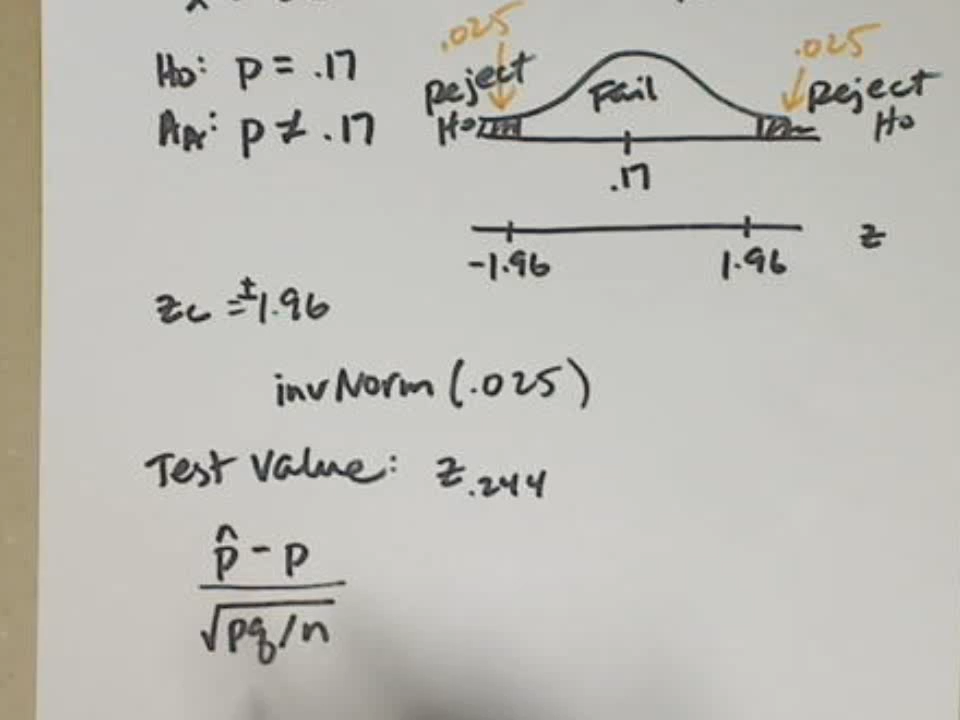 .025
.025
Ho: p = .17
Reject
Ho
Fail
Reject
Ho
HA: p ≠ .17
.17
-1.96
1.96
z
zc = ±1.96
invNorm (.025)
Test Value: z.244
p̂ - p
√pq/n